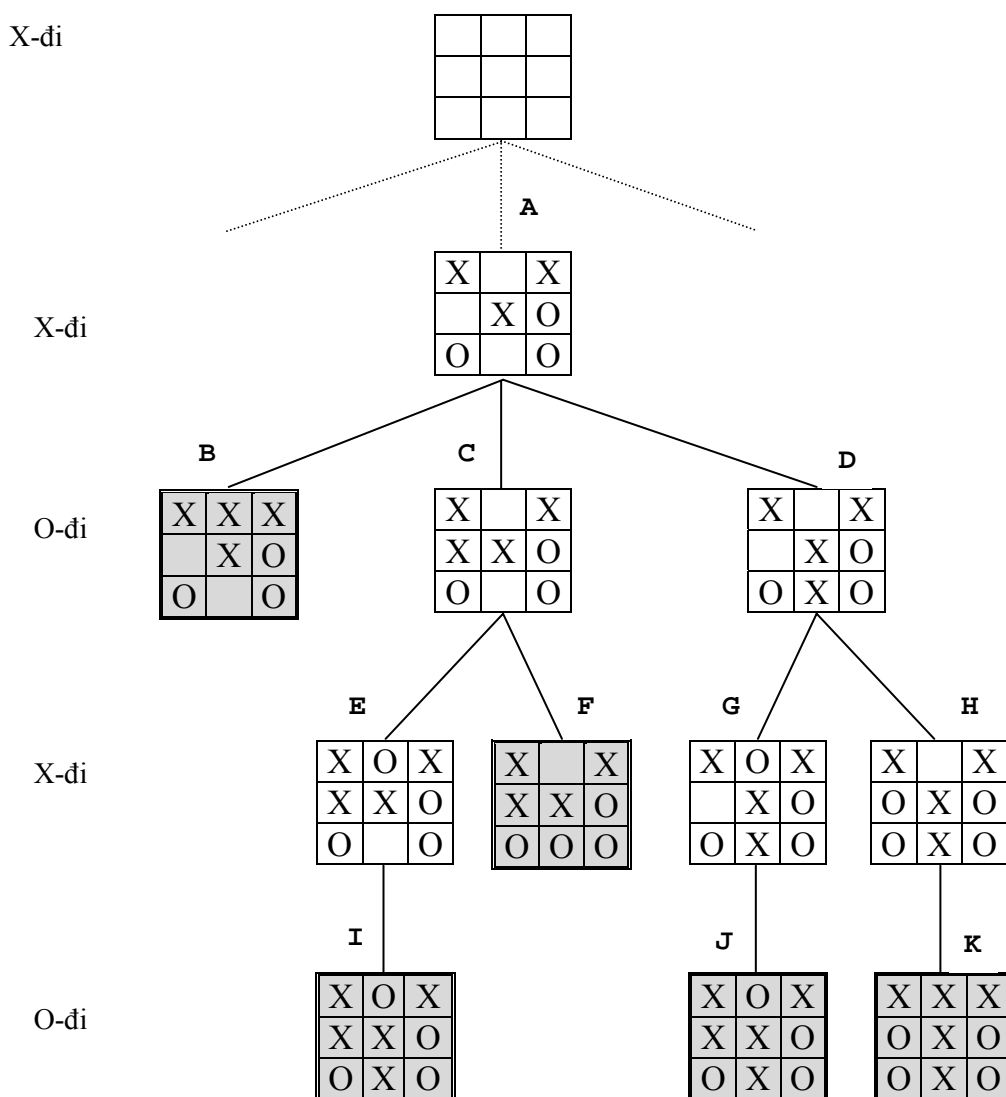 X-đi
A
X X
X-đi
X O
O O
B C D
O-đi
X X X
X O
O O
X X
X X O
O O
X X
X O
O X O
E F G H
X-đi
X O X
X X O
O O
X X
X X O
O O O
X O X
X O
O X O
X X
O X O
O X O
I J K
O-đi
X O X
X X O
O X O
X O X
X X O
O X O
X X X
O X O
O X O